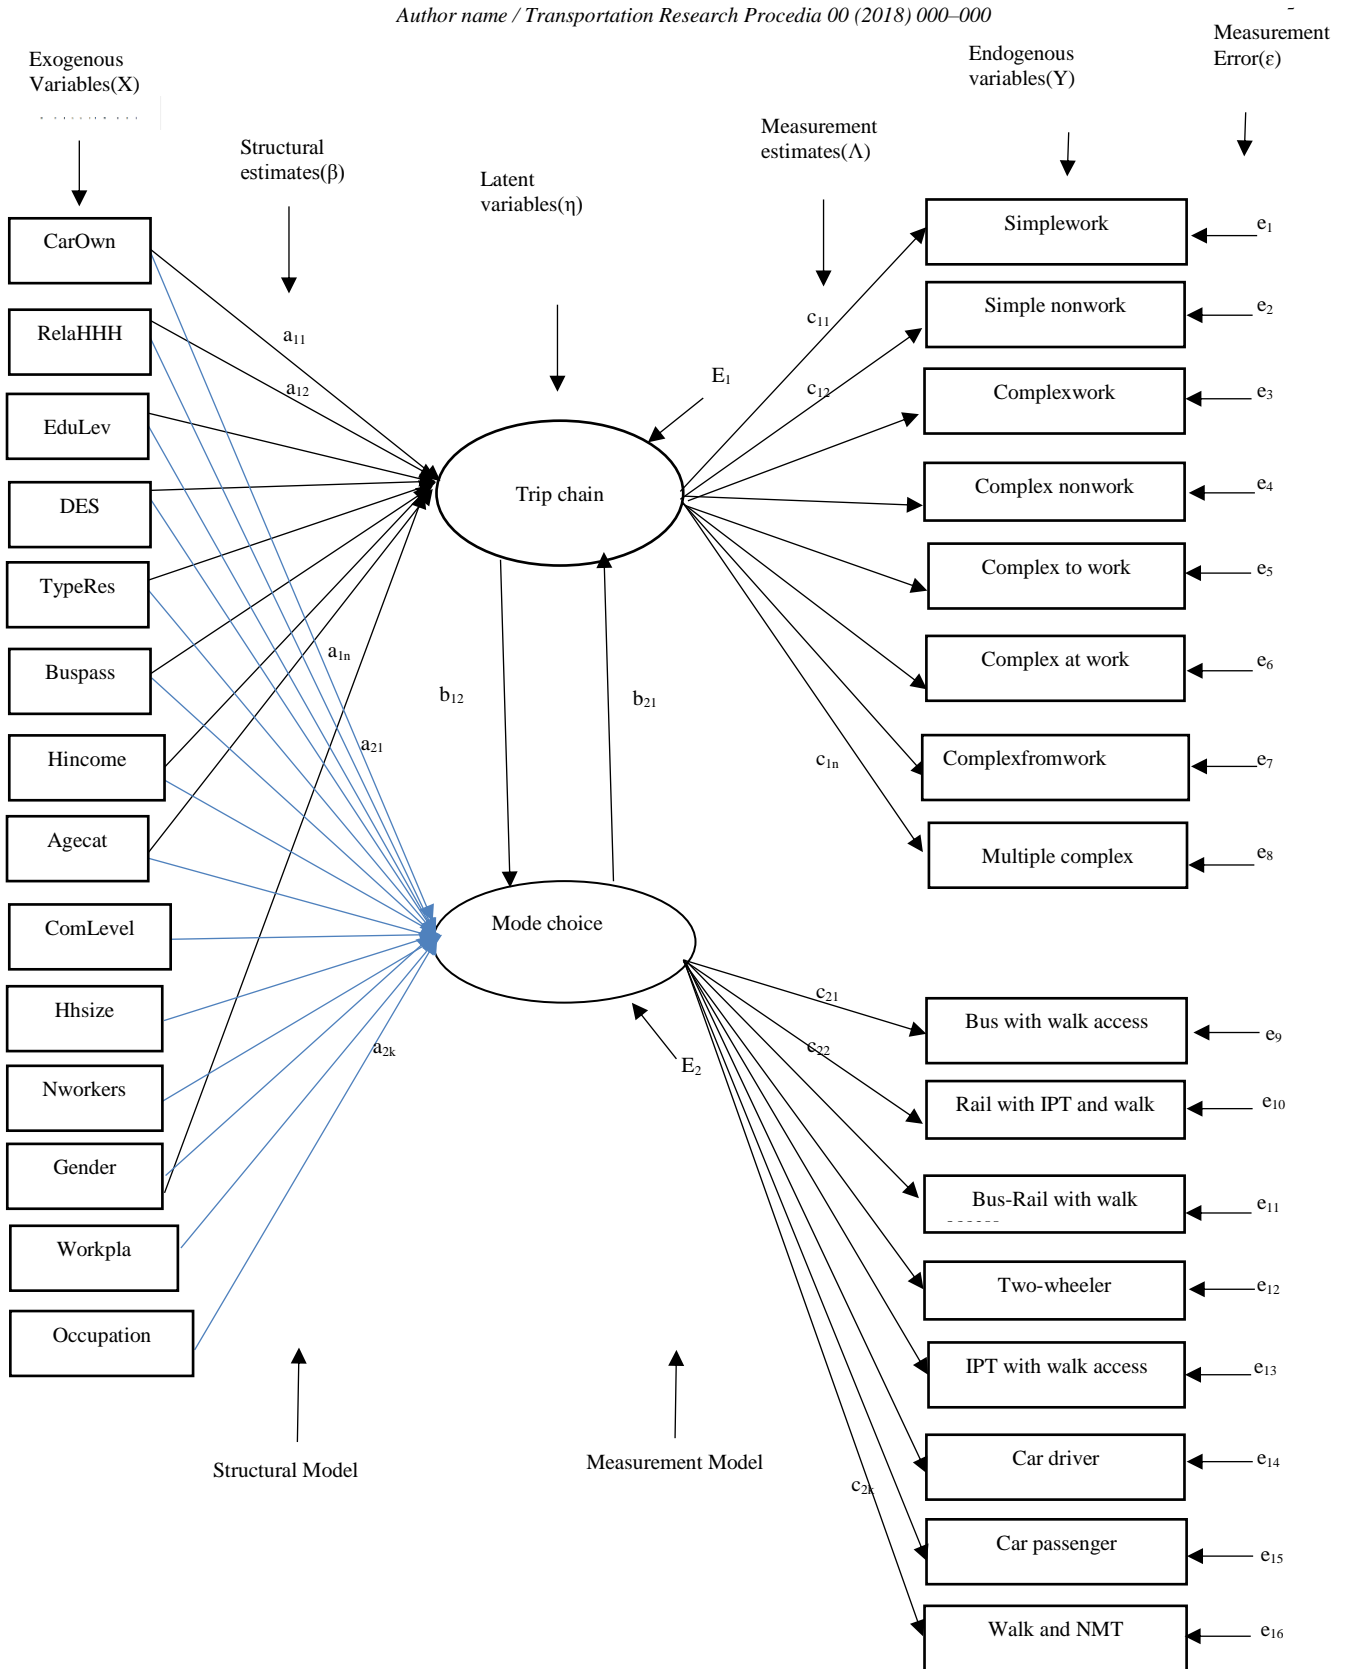 Author name / Transportation Research Procedia 00 (2018) 000–000
Exogenous
Variables(X)
Structural
estimates(β)
Latent
variables(η)
Measurement
estimates(Λ)
Endogenous
variables(Y)
Measurement
Error(ε)
CarOwn
RelaHHH
EduLev
DES
TypeRes
Buspass
Hincome
Agecat
ComLevel
Hhsize
Nworkers
Gender
Workpla
Occupation
a11
a12
a1n
a21
a2k
Trip chain
E1
b12
b21
Mode choice
E2
c11
c12
c1n
c21
c22
c2k
Simplework
e1
Simple nonwork
e2
Complexwork
e3
Complex nonwork
e4
Complex to work
e5
Complex at work
e6
Complexfromwork
e7
Multiple complex
e8
Bus with walk access
e9
Rail with IPT and walk
e10
Bus-Rail with walk
e11
Two-wheeler
e12
IPT with walk access
e13
Car driver
e14
Car passenger
e15
Walk and NMT
e16
Structural Model
Measurement Model